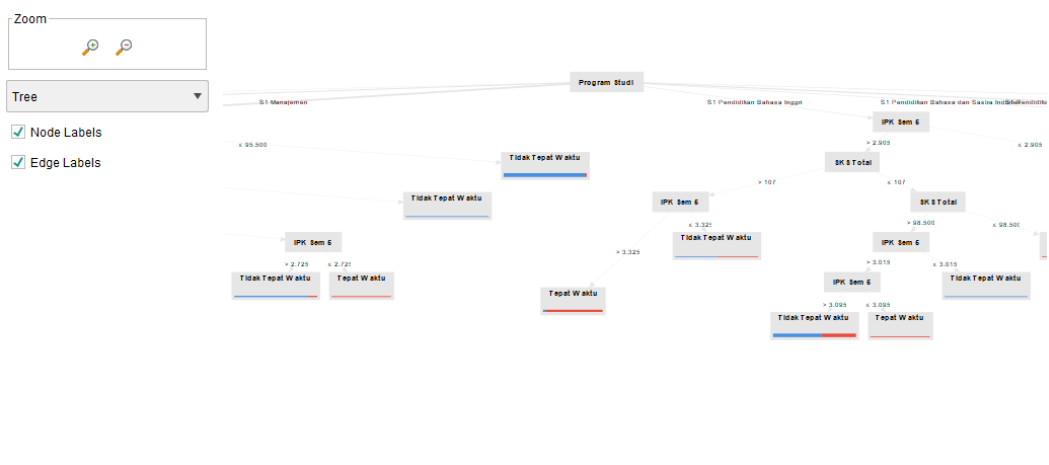 Zoom
Tree
Node Labels
Edge Labels
Program Studi
S1 Manajemen
S1 Pendidikan Bahasa Inggri
S1 Pendidikan Bahasa dan Sastra Indone
IPK Sem 6
≤ 95.500
> 2.905
≤ 2.905
Tidak Tepat Waktu
SKS Total
> 107
≤ 107
Tidak Tepat Waktu
IPK Sem 6
SKS Total
≤ 3.325
> 98.500
≤ 98.500
IPK Sem 6
Tidak Tepat Waktu
IPK Sem 6
> 3.325
> 2.725
≤ 2.725
> 3.015
≤ 3.015
Tidak Tepat Waktu
Tepat Waktu
IPK Sem 6
Tidak Tepat Waktu
Tepat Waktu
> 3.095
≤ 3.095
Tidak Tepat Waktu
Tepat Waktu